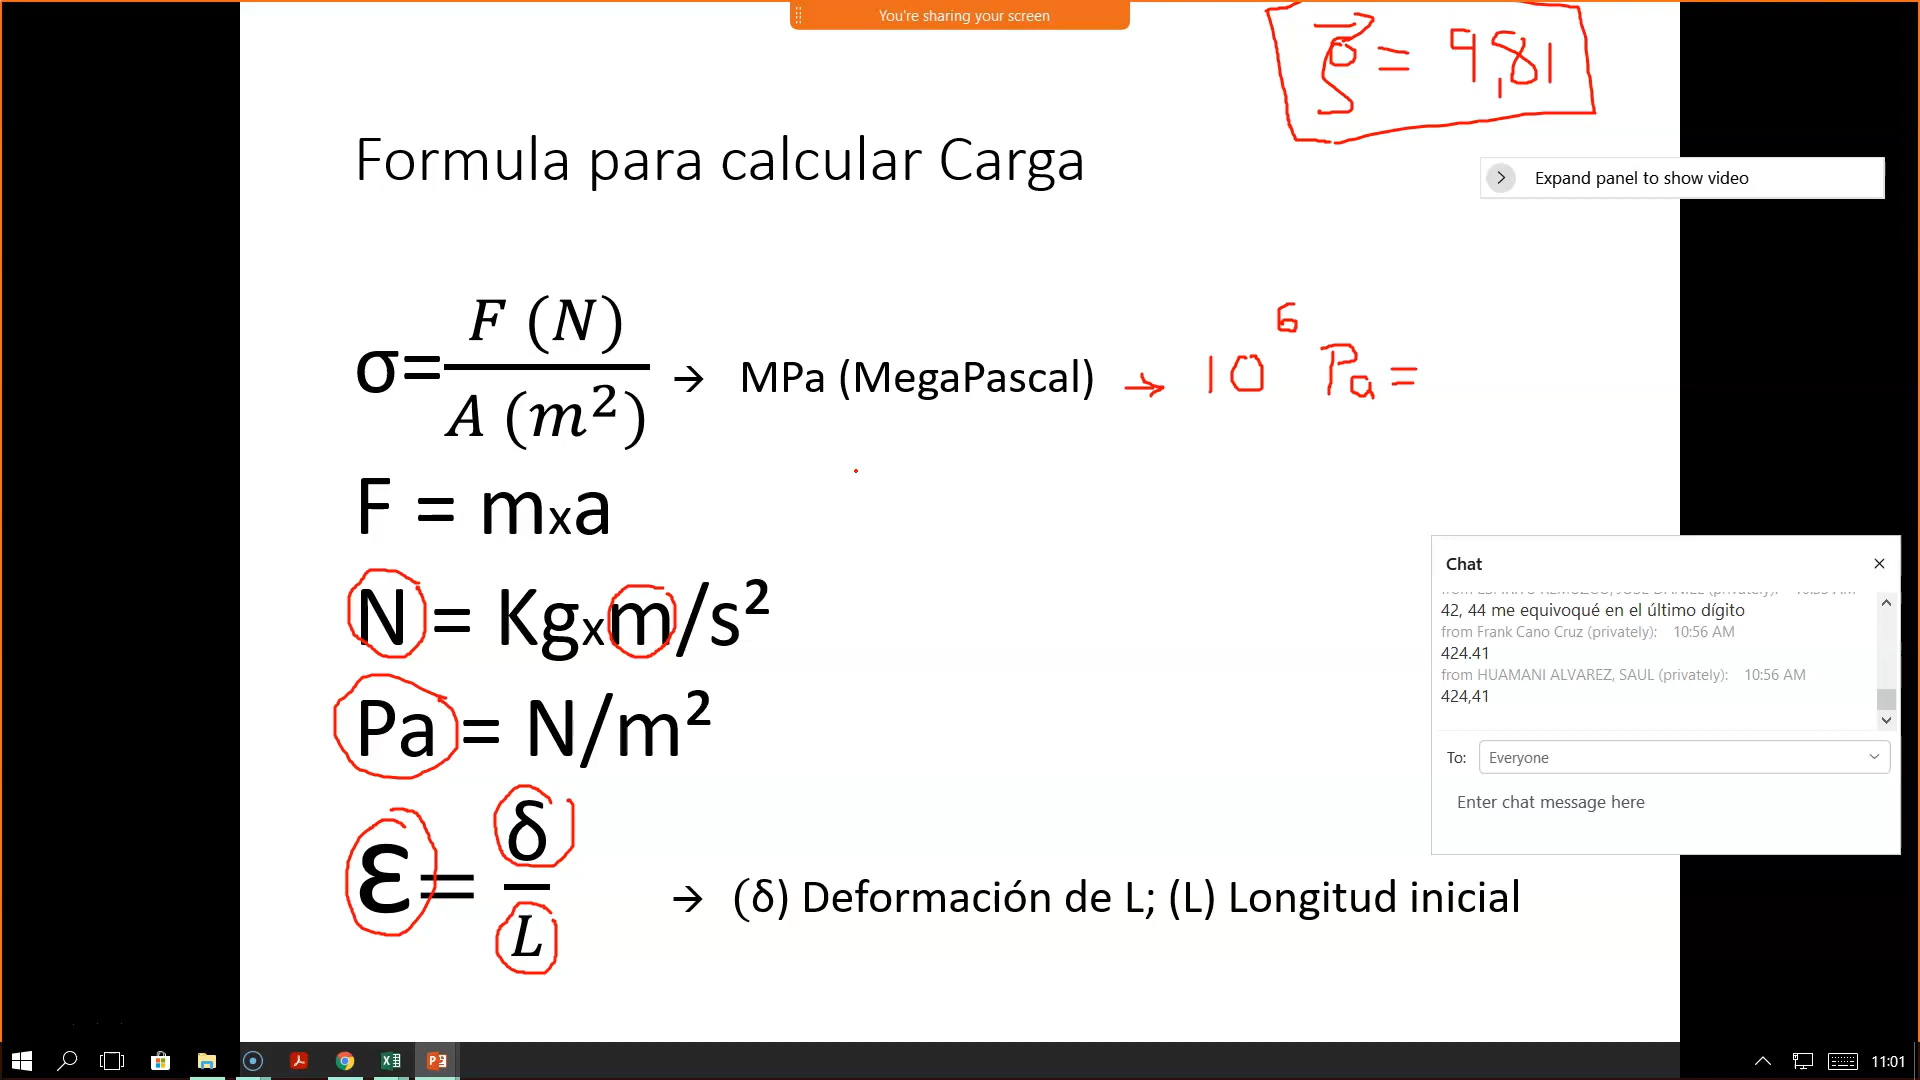 You're sharing your screen
g = 9,81
Formula para calcular Carga
Expand panel to show video
σ= F (N) / A (m²) → MPa (MegaPascal) → 10⁶ Pa =
F = mxa
N = Kgxm/s²
Pa = N/m²
Ɛ= δ / L → (δ) Deformación de L; (L) Longitud inicial
Chat
42, 44 me equivoqué en el último dígito
from Frank Cano Cruz (privately): 10:56 AM
424.41
from HUAMANI ALVAREZ, SAUL (privately): 10:56 AM
424,41
To: Everyone
Enter chat message here
11:01